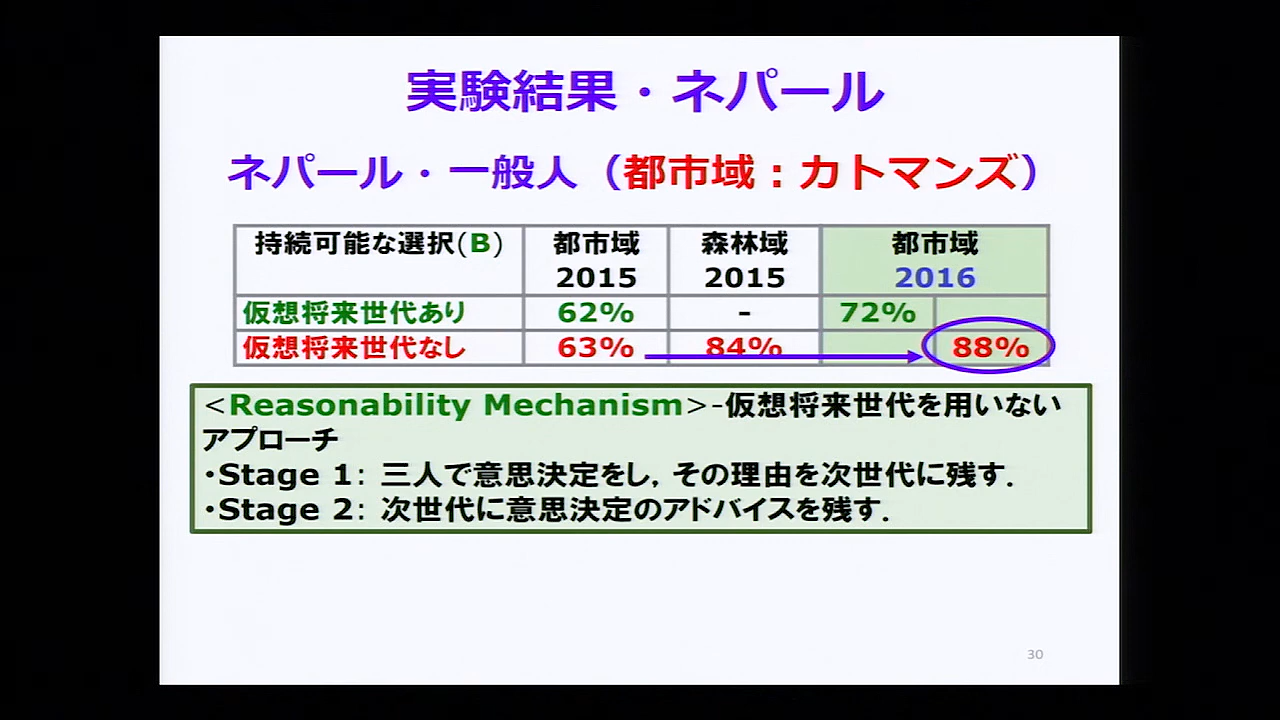 実験結果・ネパール
ネパール・一般人（都市域：カトマンズ）
持続可能な選択(B) 都市域 2015 森林域 2015 都市域 2016
仮想将来世代あり 62% - 72%
仮想将来世代なし 63% 84% 88%
<Reasonability Mechanism>-仮想将来世代を用いない
アプローチ
・Stage 1: 三人で意思決定をし，その理由を次世代に残す．
・Stage 2: 次世代に意思決定のアドバイスを残す．
30